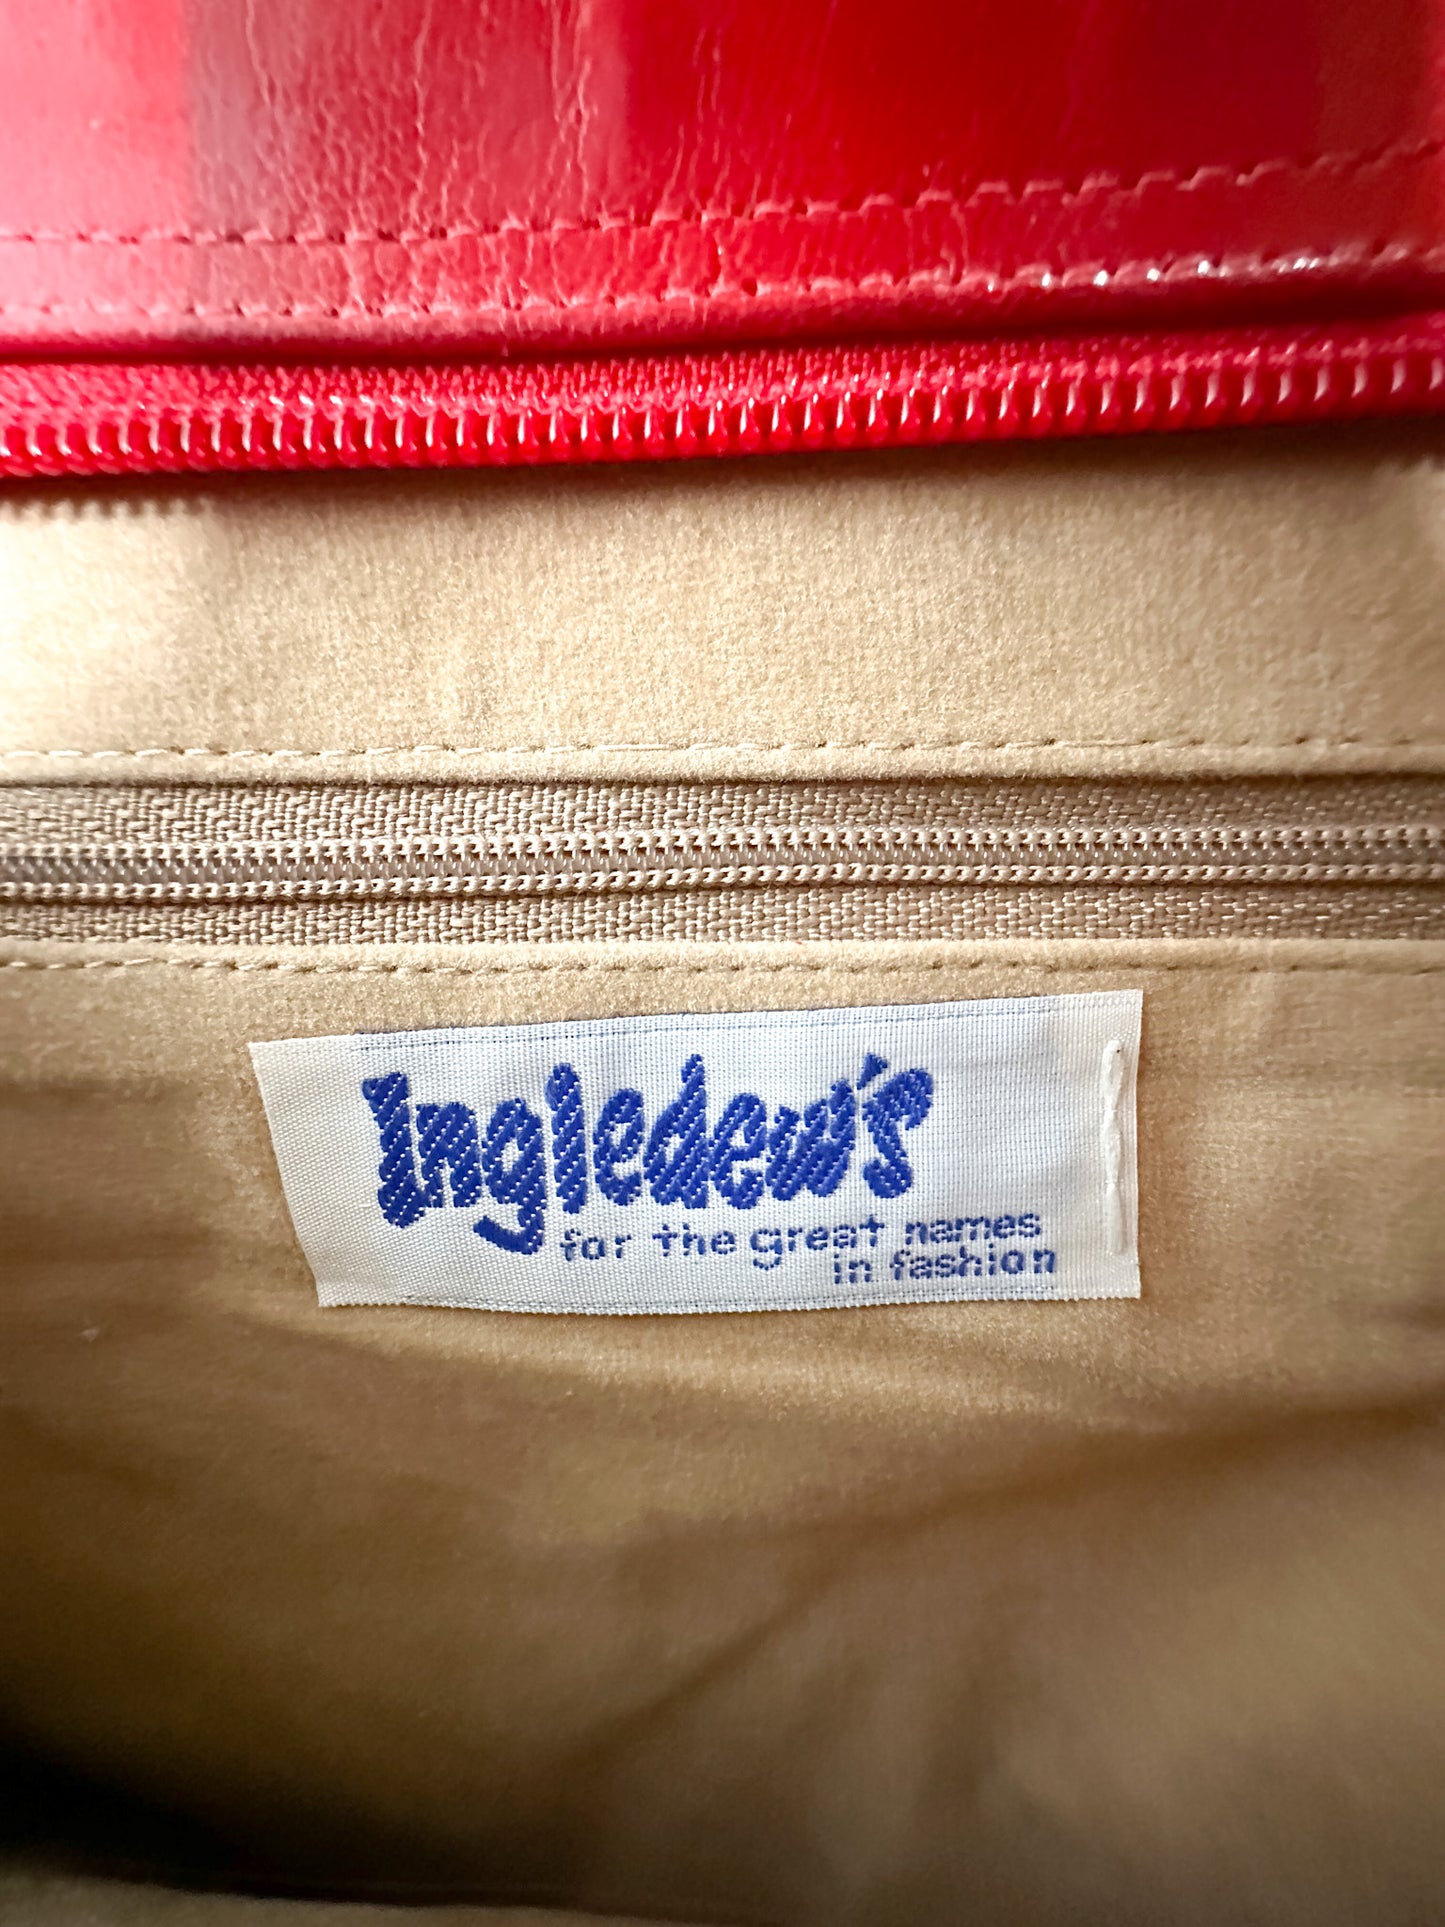 Ingledew's
for the great names
in fashion